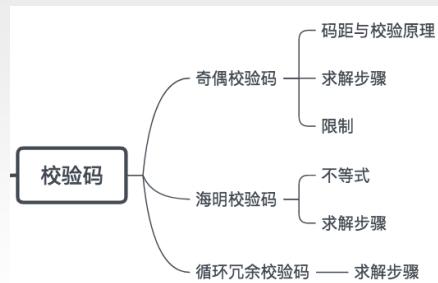 校验码
奇偶校验码
码距与校验原理
求解步骤
限制
海明校验码
不等式
求解步骤
循环冗余校验码
求解步骤